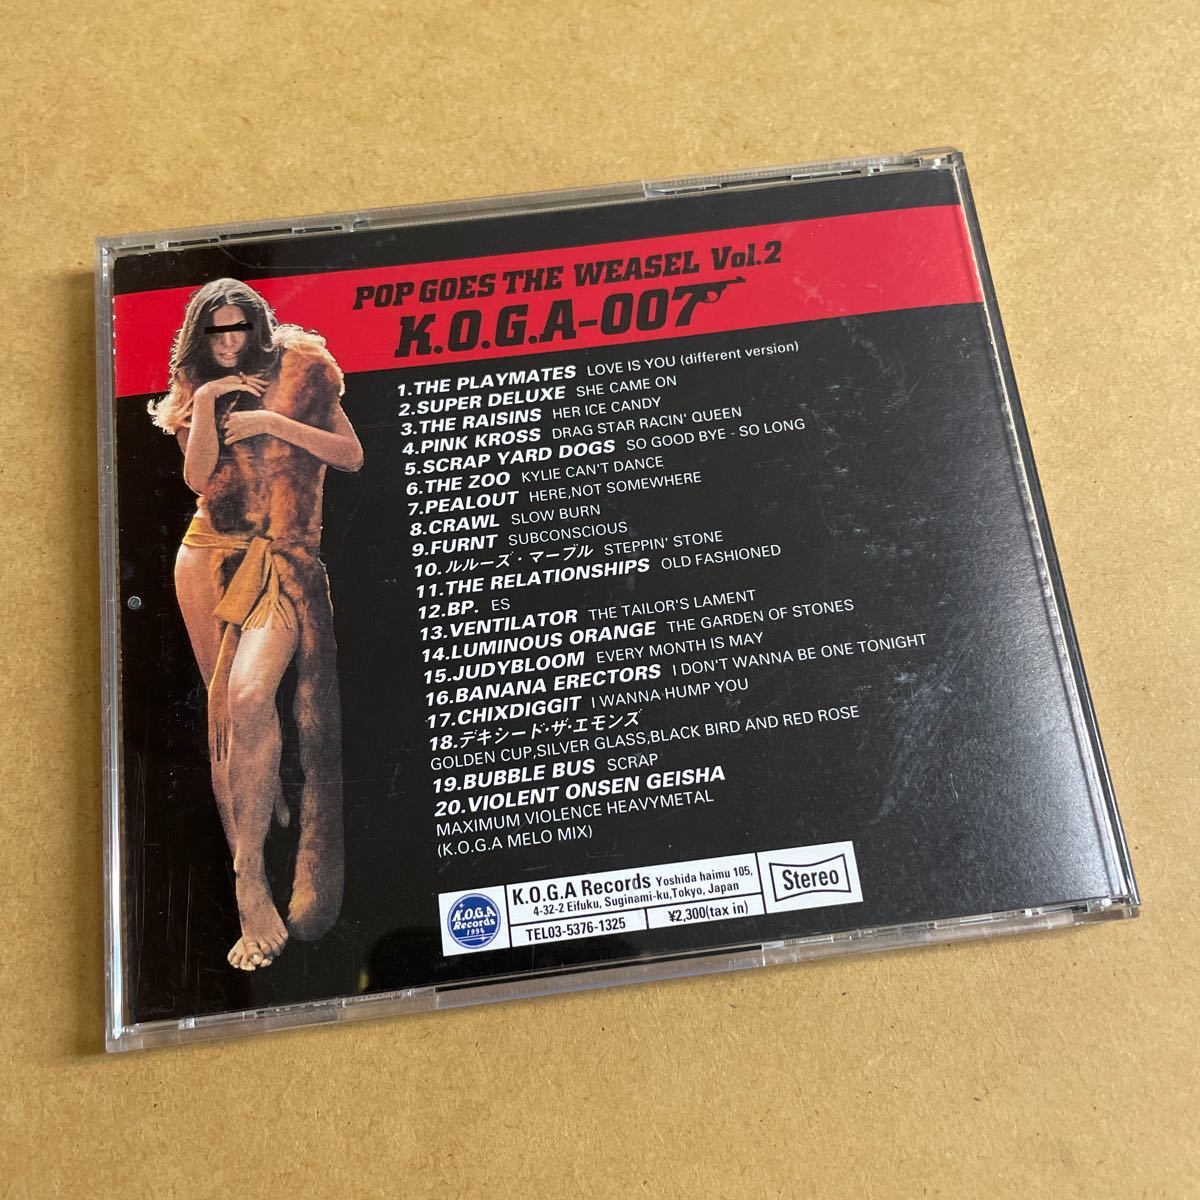 POP GOES THE WEASEL Vol.2
K.O.G.A-007
1.THE PLAYMATES LOVE IS YOU (different version)
2.SUPER DELUXE SHE CAME ON
3.THE RAISINS HER ICE CANDY
4.PINK KROSS DRAG STAR RACIN' QUEEN
5.SCRAP YARD DOGS SO GOOD BYE - SO LONG
6.THE ZOO KYLIE CAN'T DANCE
7.PEALOUT HERE,NOT SOMEWHERE
8.CRAWL SLOW BURN
9.FURNT SUBCONSCIOUS
10.ルルーズ・マーブル STEPPIN' STONE
11.THE RELATIONSHIPS OLD FASHIONED
12.BP. ES
13.VENTILATOR THE TAILOR'S LAMENT
14.LUMINOUS ORANGE THE GARDEN OF STONES
15.JUDYBLOOM EVERY MONTH IS MAY
16.BANANA ERECTORS I DON'T WANNA BE ONE TONIGHT
17.CHIXDIGGIT I WANNA HUMP YOU
18.デキシード・ザ・エモンズ
GOLDEN CUP,SILVER GLASS,BLACK BIRD AND RED ROSE
19.BUBBLE BUS SCRAP
20.VIOLENT ONSEN GEISHA
MAXIMUM VIOLENCE HEAVYMETAL
(K.O.G.A MELO MIX)
K.O.G.A
Records
1996
K.O.G.A Records Yoshida haimu 105,
4-32-2 Eifuku, Suginami-ku,Tokyo, Japan
TEL03-5376-1325 ¥2,300(tax in)
Stereo